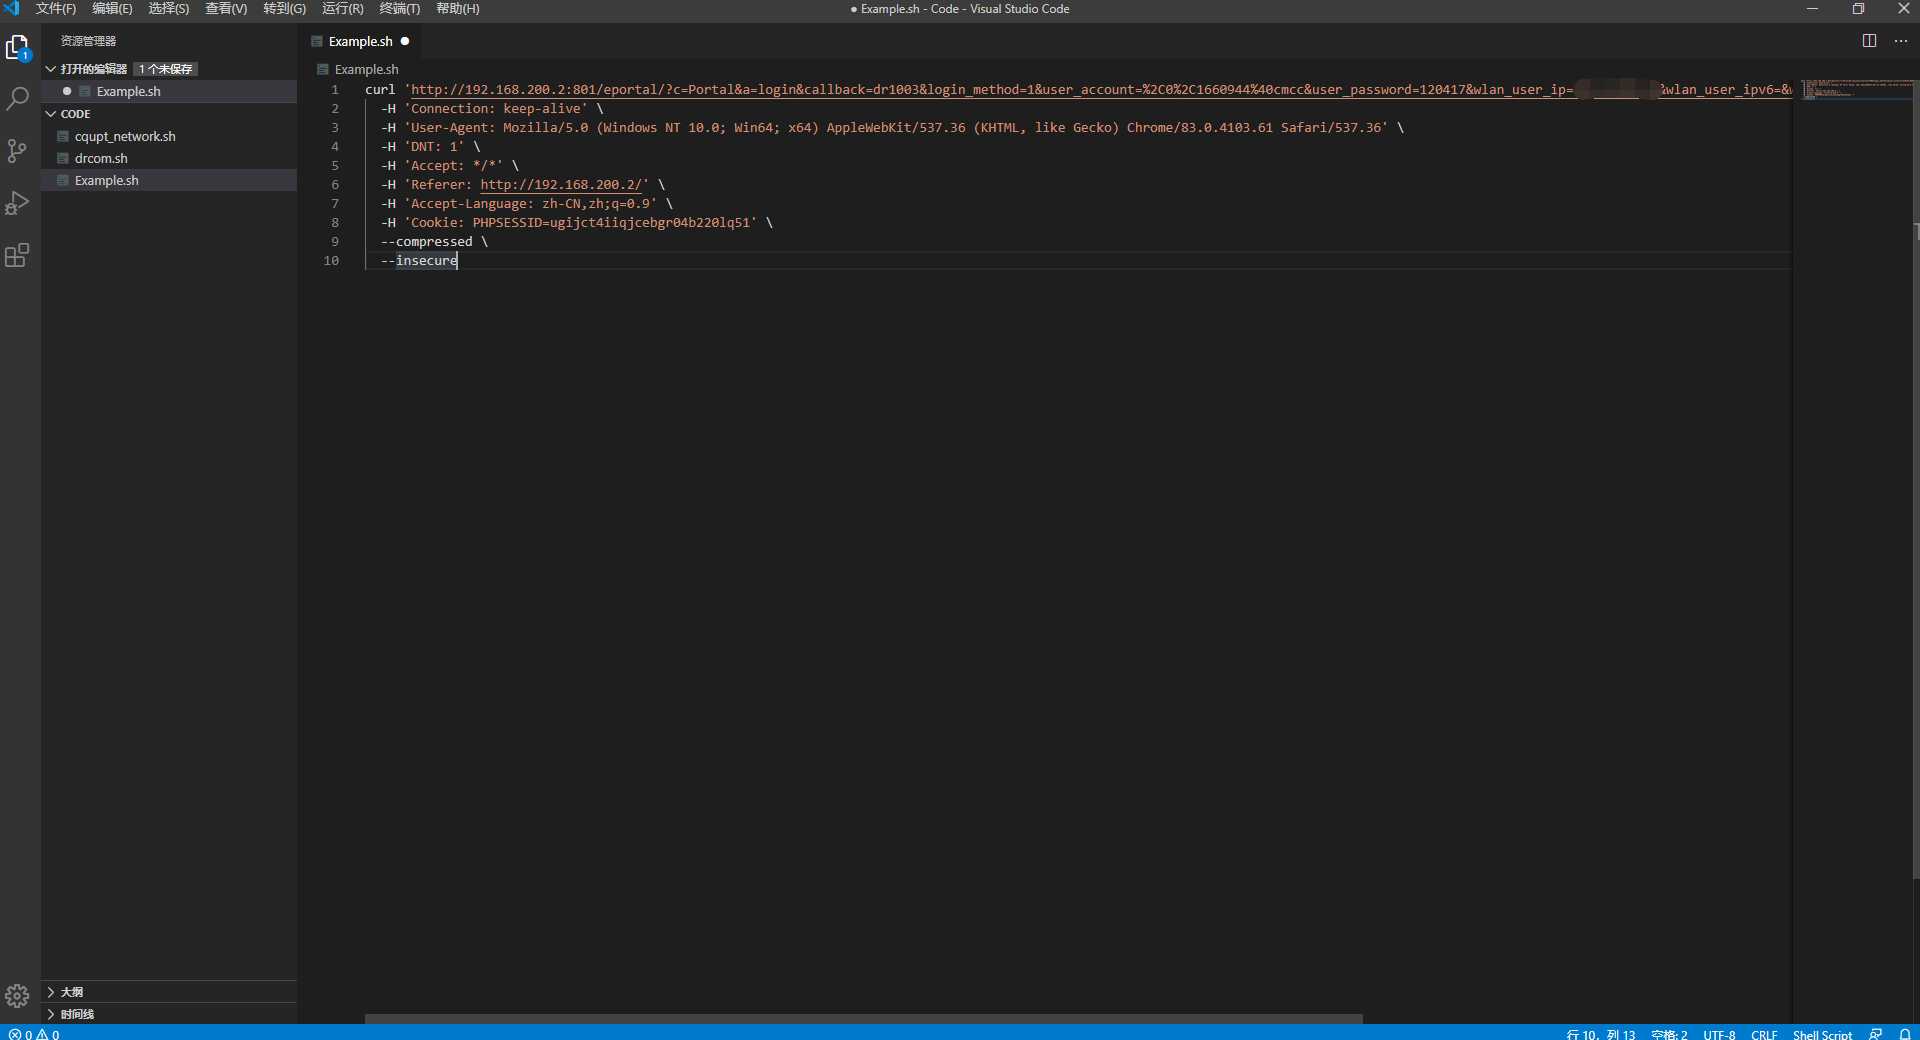 文件(F) 编辑(E) 选择(S) 查看(V) 转到(G) 运行(R) 终端(T) 帮助(H)
● Example.sh - Code - Visual Studio Code
资源管理器
打开的编辑器 1 个未保存
Example.sh
CODE
cqupt_network.sh
drcom.sh
Example.sh
大纲
时间线
Example.sh
Example.sh
1 curl 'http://192.168.200.2:801/eportal/?c=Portal&a=login&callback=dr1003&login_method=1&user_account=%2C0%2C1660944%40cmcc&user_password=120417&wlan_user_ip= &wlan_user_ipv6=&
2 -H 'Connection: keep-alive' \
3 -H 'User-Agent: Mozilla/5.0 (Windows NT 10.0; Win64; x64) AppleWebKit/537.36 (KHTML, like Gecko) Chrome/83.0.4103.61 Safari/537.36' \
4 -H 'DNT: 1' \
5 -H 'Accept: */*' \
6 -H 'Referer: http://192.168.200.2/' \
7 -H 'Accept-Language: zh-CN,zh;q=0.9' \
8 -H 'Cookie: PHPSESSID=ugijct4iiqjcebgr04b220lq51' \
9 --compressed \
10 --insecure
0 0
行 10，列 13 空格: 2 UTF-8 CRLF Shell Script